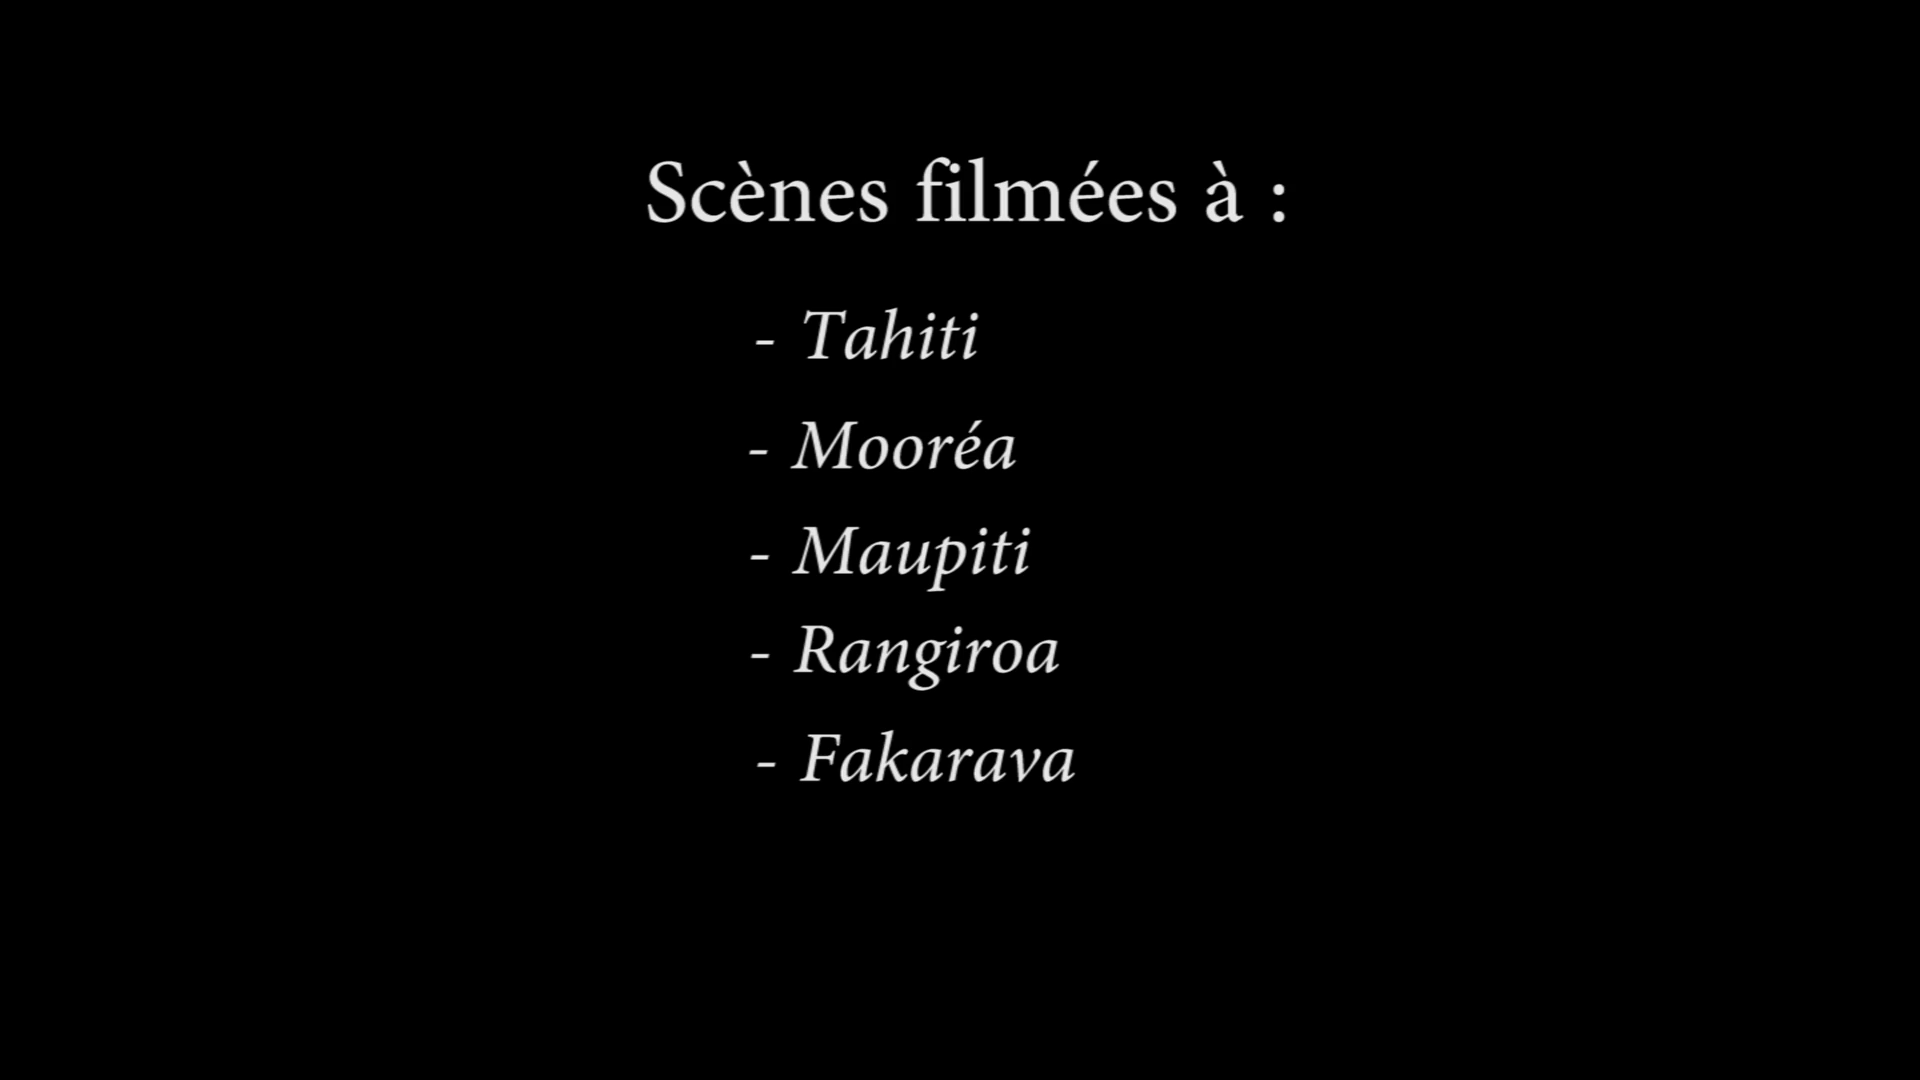 Scènes filmées à :
- Tahiti
- Mooréa
- Maupiti
- Rangiroa
- Fakarava